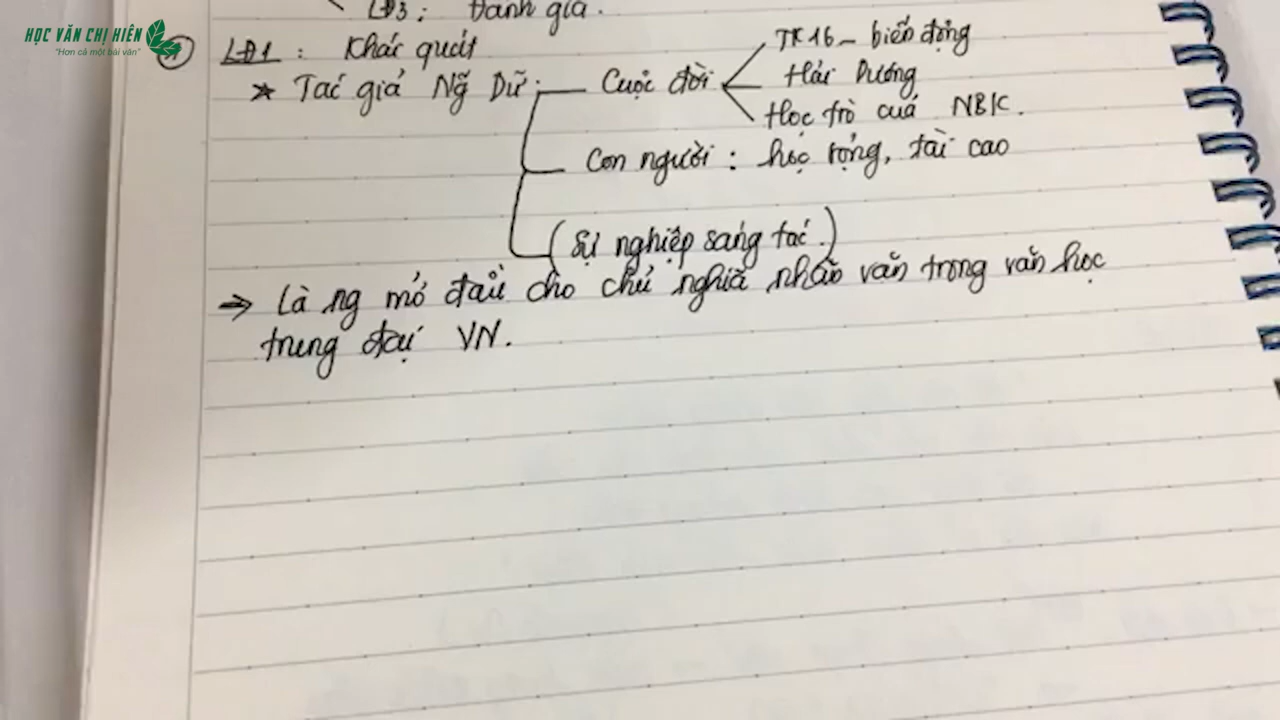 HỌC VĂN CHỊ HIÊN
"Hơn cả một bài văn"
LĐ3: Đánh giá.
LĐ1: Khái quát
* Tác giả Ng~ Dữ: Cuộc đời
TK16 - biến động
Hải Dương
Học trò của NBK.
Con người: học rộng, tài cao
(Sự nghiệp sáng tác)
→ Là ng mở đầu cho chủ nghĩa nhân văn trong văn học
trung đại VN.